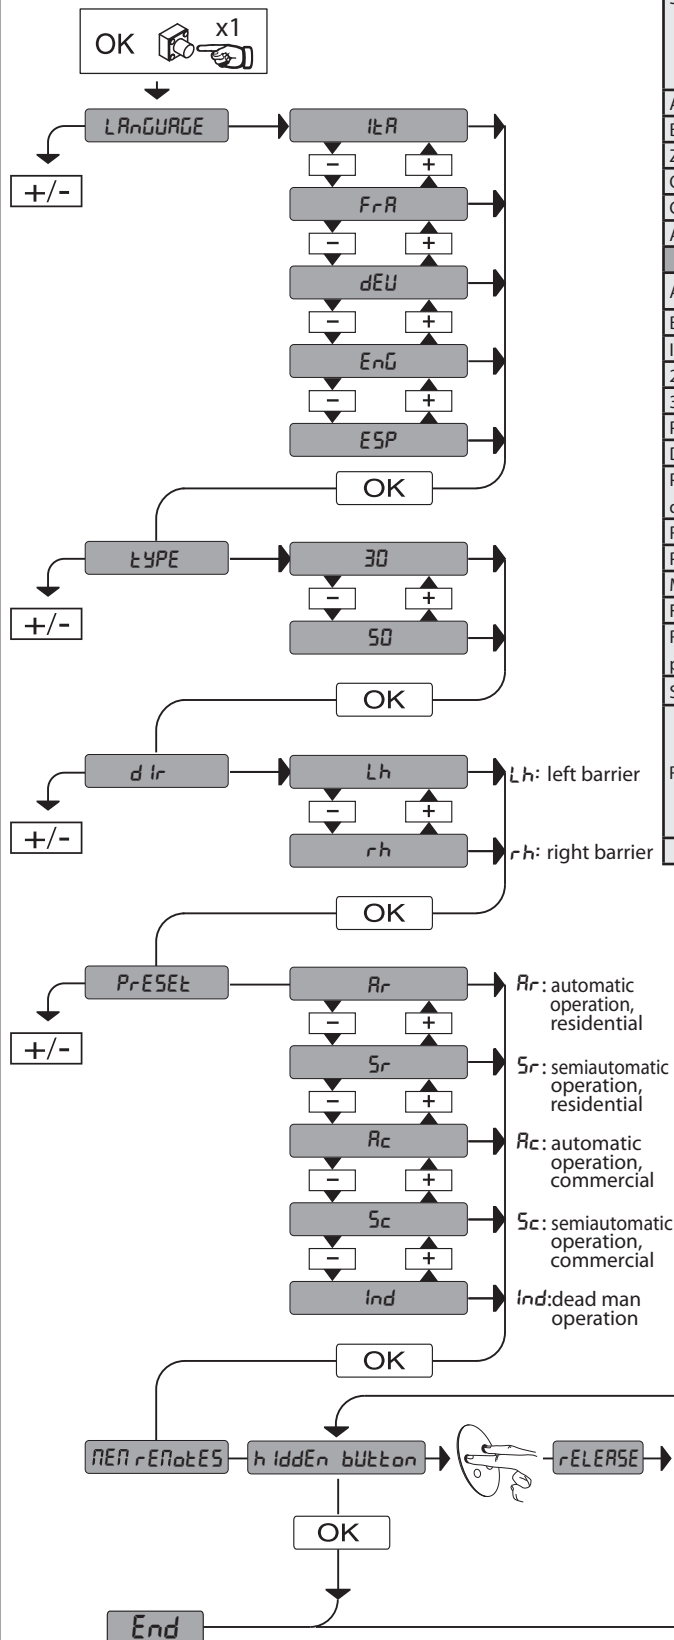 OK x1
LAnGUAGE
ItA
+/-
- +
FrA
- +
dEU
- +
EnG
- +
ESP
OK
tYPE
30
+/-
- +
50
OK
dIr
Lh
Lh: left barrier
+/-
- +
rh
rh: right barrier
OK
PrESEt
Ar
Ar: automatic
operation,
residential
+/-
- +
Sr
Sr: semiautomatic
operation,
residential
- +
Ac
Ac: automatic
operation,
commercial
- +
Sc
Sc: semiautomatic
operation,
commercial
- +
Ind
Ind:dead man
operation
OK
MEM rEMotES
hIddEn bUtton
rELEASE
OK
End